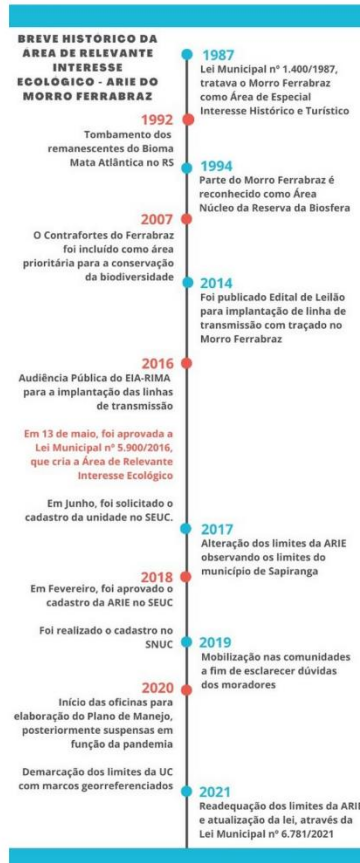 BREVE HISTÓRICO DA
ÁREA DE RELEVANTE
INTERESSE
ECOLÓGICO - ARIE DO
MORRO FERRABRAZ
1987
Lei Municipal nº 1.400/1987,
tratava o Morro Ferrabraz
como Área de Especial
Interesse Histórico e Turístico
1992
Tombamento dos
remanescentes do Bioma
Mata Atlântica no RS
1994
Parte do Morro Ferrabraz é
reconhecido como Área
Núcleo da Reserva da Biosfera
2007
O Contrafortes do Ferrabraz
foi incluído como área
prioritária para a conservação
da biodiversidade
2014
Foi publicado Edital de Leilão
para implantação de linha de
transmissão com traçado no
Morro Ferrabraz
2016
Audiência Pública do EIA-RIMA
para a implantação das linhas
de transmissão
Em 13 de maio, foi aprovada a
Lei Municipal nº 5.900/2016,
que cria a Área de Relevante
Interesse Ecológico
Em Junho, foi solicitado o
cadastro da unidade no SEUC.
2017
Alteração dos limites da ARIE
observando os limites do
município de Sapiranga
2018
Em Fevereiro, foi aprovado o
cadastro da ARIE no SEUC
Foi realizado o cadastro no
SNUC
2019
Mobilização nas comunidades
a fim de esclarecer dúvidas
dos moradores
2020
Início das oficinas para
elaboração do Plano de Manejo,
posteriormente suspensas em
função da pandemia
Demarcação dos limites da UC
com marcos georreferenciados
2021
Readequação dos limites da ARIE
e atualização da lei, através da
Lei Municipal nº 6.781/2021